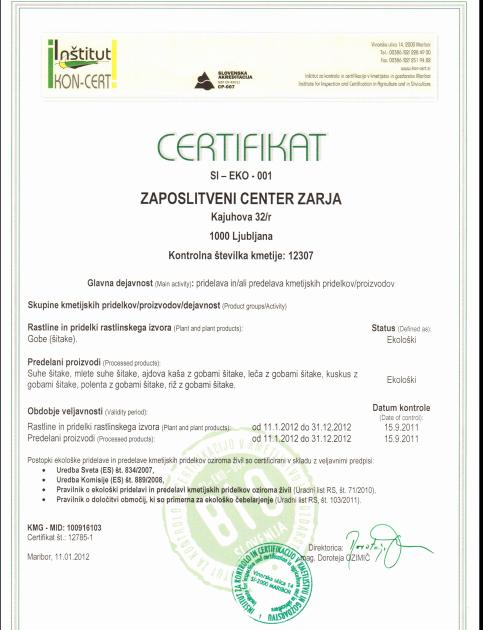 Inštitut
KON-CERT
SLOVENSKA
AKREDITACIJA
OP-007
Vinarska ulica 14, 2000 Maribor
Tel.: 00386 (0)2 228 49 00
Fax: 00386 (0)2 251 94 82
www.kon-cert.si
Inštitut za kontrolo in certifikacijo v kmetijstvu in gozdarstvu Maribor
Institute for Inspection and Certification in Agriculture and in Silviculture
CERTIFIKAT
SI – EKO - 001
ZAPOSLITVENI CENTER ZARJA
Kajuhova 32/r
1000 Ljubljana
Kontrolna številka kmetije: 12307
Glavna dejavnost (Main activity): pridelava in/ali predelava kmetijskih pridelkov/proizvodov
Skupine kmetijskih pridelkov/proizvodov/dejavnost (Product groups/Activity)
Rastline in pridelki rastlinskega izvora (Plant and plant products): Status (Defined as):
Gobe (šitake). Ekološki
Predelani proizvodi (Processed products):
Suhe šitake, mlete suhe šitake, ajdova kaša z gobami šitake, leča z gobami šitake, kuskus z
gobami šitake, polenta z gobami šitake, riž z gobami šitake. Ekološki
Obdobje veljavnosti (Validity period): Datum kontrole
(Date of control):
Rastline in pridelki rastlinskega izvora (Plant and plant products): od 11.1.2012 do 31.12.2012 15.9.2011
Predelani proizvodi (Processed products): od 11.1.2012 do 31.12.2012 15.9.2011
Postopki ekološke pridelave in predelave kmetijskih pridelkov oziroma živil so certificirani v skladu z veljavnimi predpisi:
• Uredba Sveta (ES) št. 834/2007,
• Uredba Komisije (ES) št. 889/2008,
• Pravilnik o ekološki pridelavi in predelavi kmetijskih pridelkov oziroma živil (Uradni list RS, št. 71/2010),
• Pravilnik o določitvi območij, ki so primerna za ekološko čebelarjenje (Uradni list RS, št. 103/2011).
KMG - MID: 100916103
Certifikat št.: 12785-1
Maribor, 11.01.2012
Direktorica:
mag. Doroteja OZIMIČ
BIO
SLOVENIJA
INŠTITUT ZA KONTROLO IN CERTIFIKACIJO V KMETIJSTVU IN GOZDARSTVU
Vinarska ulica 14
SI-2000 MARIBOR